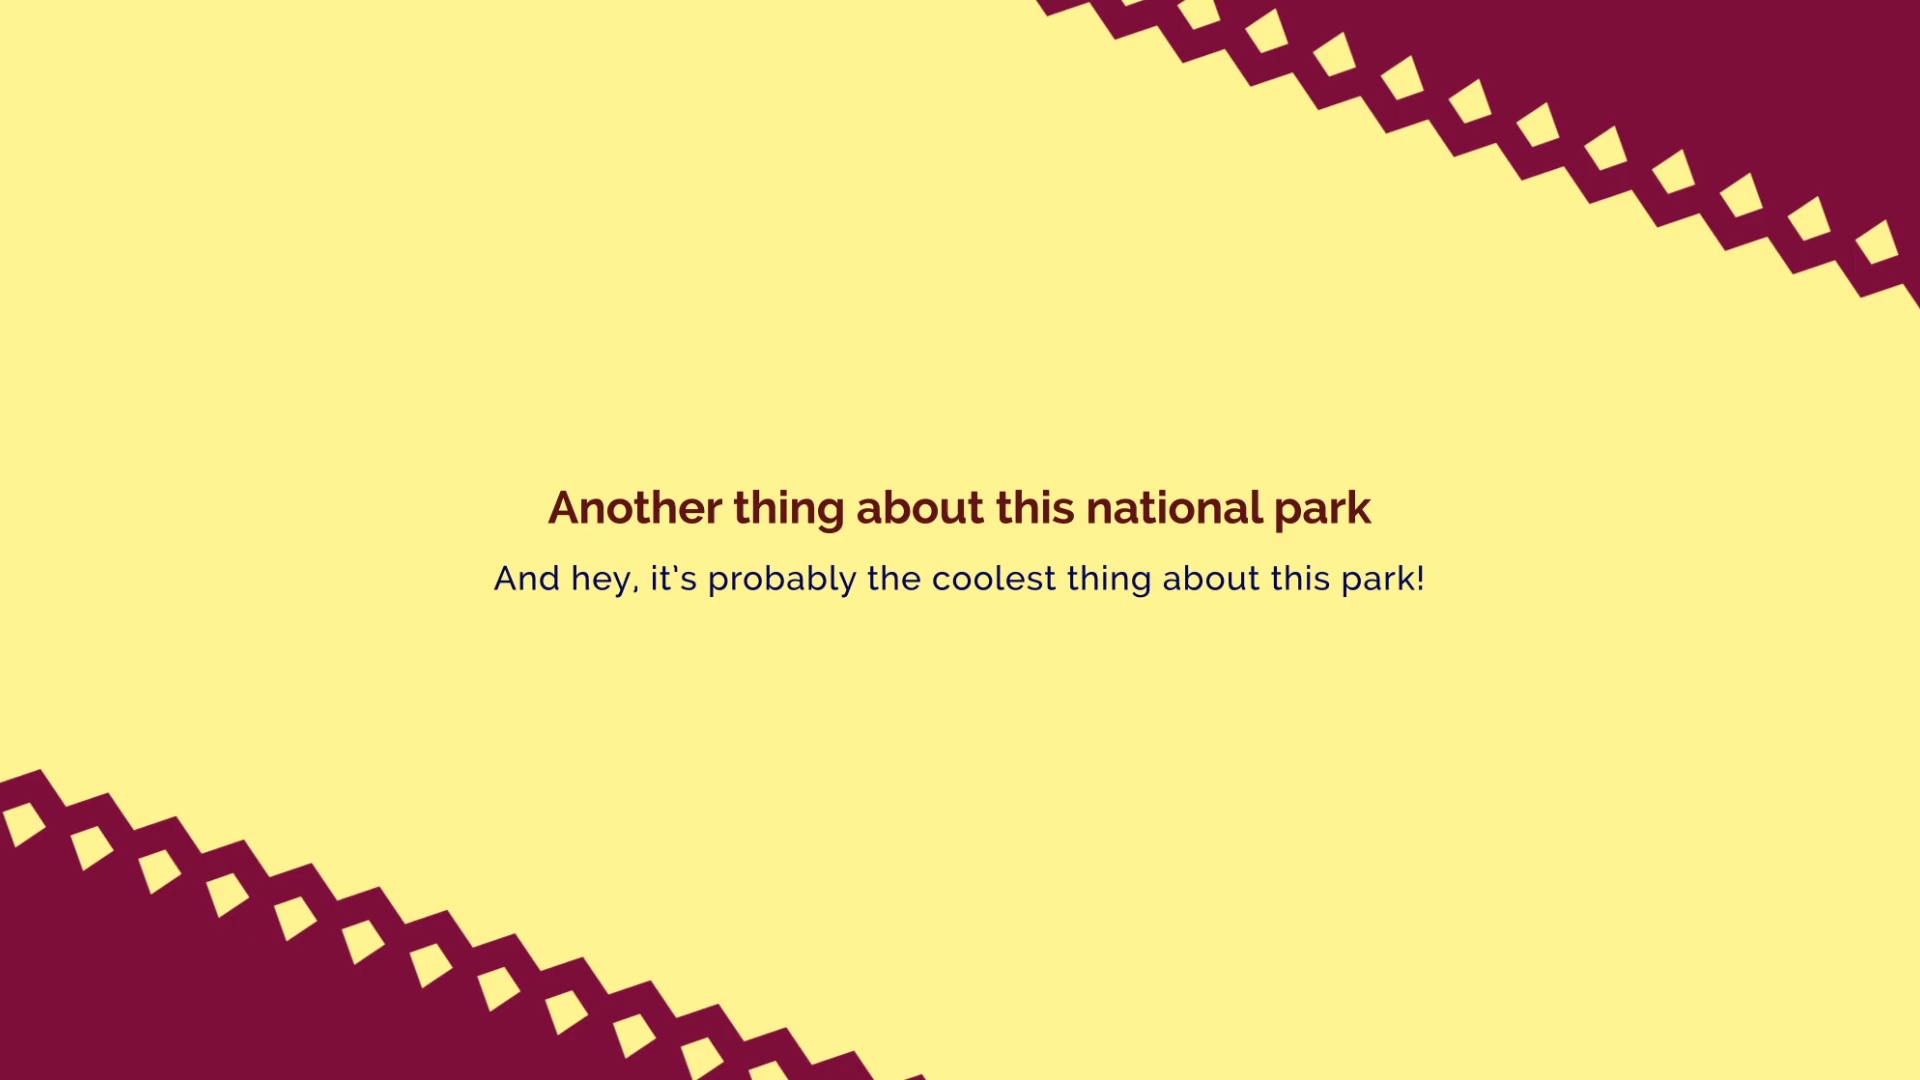 Another thing about this national park
And hey, it’s probably the coolest thing about this park!